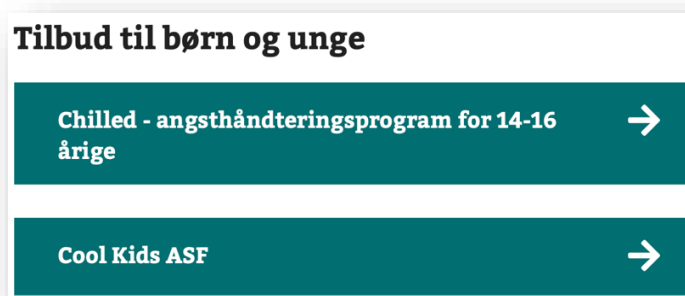 Tilbud til børn og unge
Chilled - angsthåndteringsprogram for 14-16
årige
Cool Kids ASF